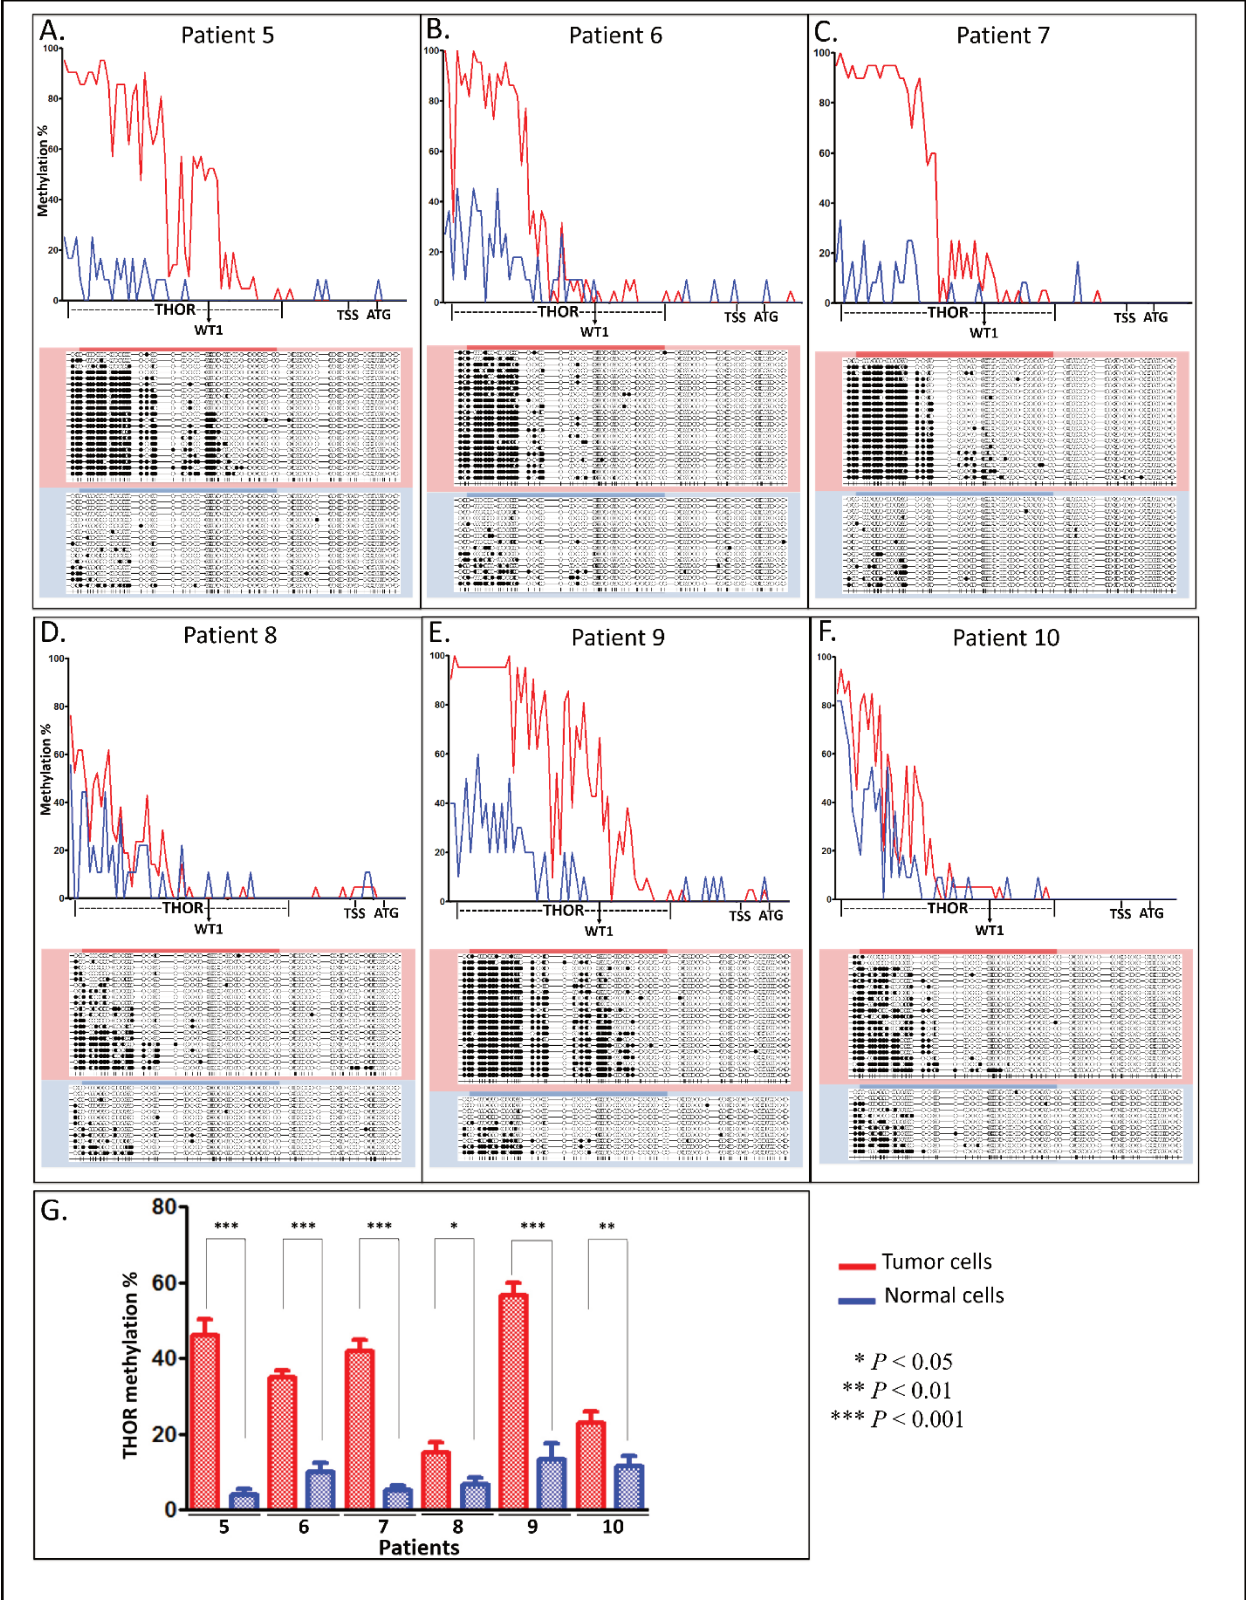 A.
Patient 5
Methylation %
100
80
60
40
20
0
THOR
WT1
TSS ATG
B.
Patient 6
100
80
60
40
20
0
THOR
WT1
TSS ATG
C.
Patient 7
100
80
60
40
20
0
THOR
WT1
TSS ATG
D.
Patient 8
Methylation %
100
80
60
40
20
0
THOR
WT1
TSS ATG
E.
Patient 9
100
80
60
40
20
0
THOR
WT1
TSS ATG
F.
Patient 10
100
80
60
40
20
0
THOR
WT1
TSS ATG
G.
THOR methylation %
80
60
40
20
0
*** *** *** * *** **
5 6 7 8 9 10
Patients
Tumor cells
Normal cells
* P < 0.05
** P < 0.01
*** P < 0.001